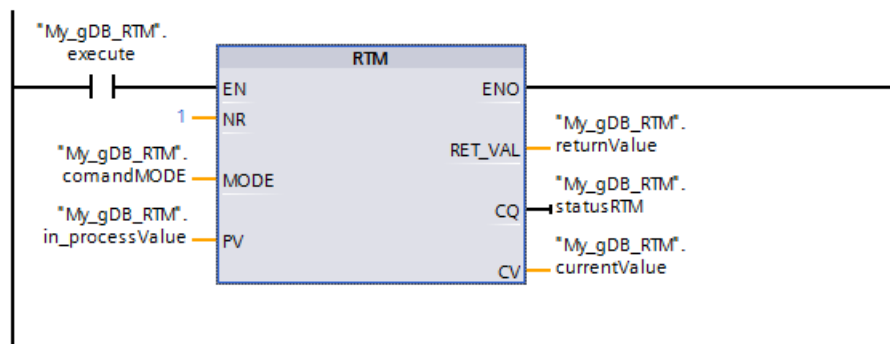 "My_gDB_RTM".
execute
RTM
EN
ENO
1
NR
"My_gDB_RTM".
returnValue
RET_VAL
"My_gDB_RTM".
comandMODE
MODE
"My_gDB_RTM".
statusRTM
CQ
"My_gDB_RTM".
in_processValue
PV
"My_gDB_RTM".
currentValue
CV